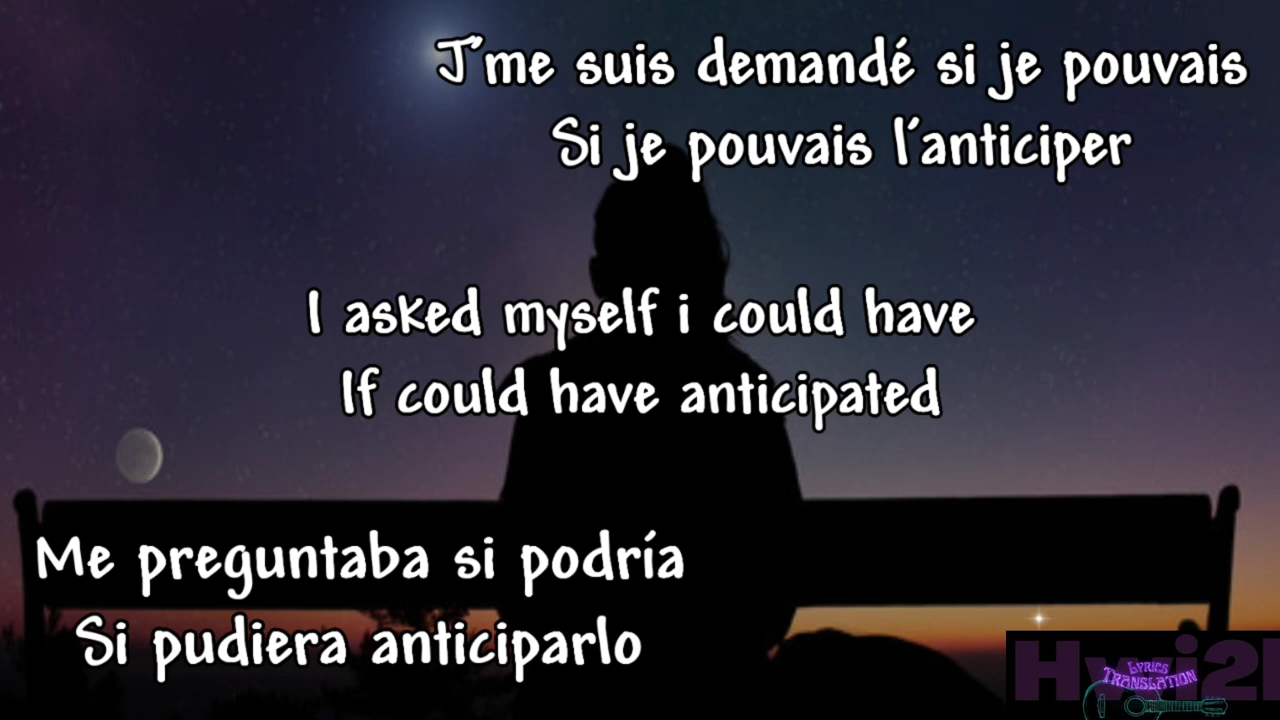 J'me suis demandé si je pouvais
Si je pouvais l'anticiper
I asked myself i could have
If could have anticipated
Me preguntaba si podría
Si pudiera anticiparlo
Hwi2
LYRICS
TRANSLATION